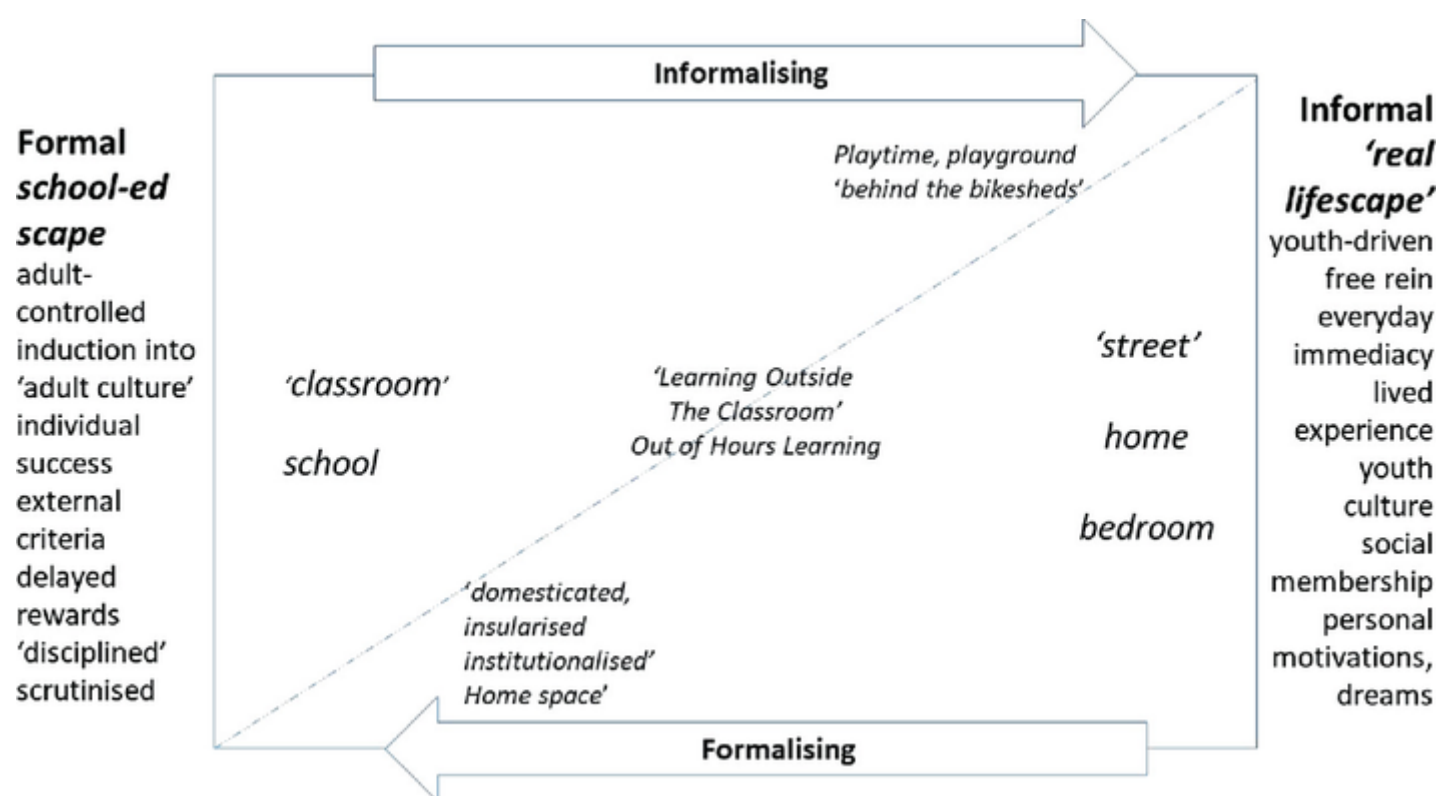 Informalising
Formal
school-ed
scape
adult-
controlled
induction into
‘adult culture’
individual
success
external
criteria
delayed
rewards
‘disciplined’
scrutinised
Playtime, playground
‘behind the bikesheds’
‘classroom’
school
‘Learning Outside
The Classroom’
Out of Hours Learning
‘street’
home
bedroom
‘domesticated,
insularised
institutionalised’
Home space’
Informal
‘real
lifescape’
youth-driven
free rein
everyday
immediacy
lived
experience
youth
culture
social
membership
personal
motivations,
dreams
Formalising